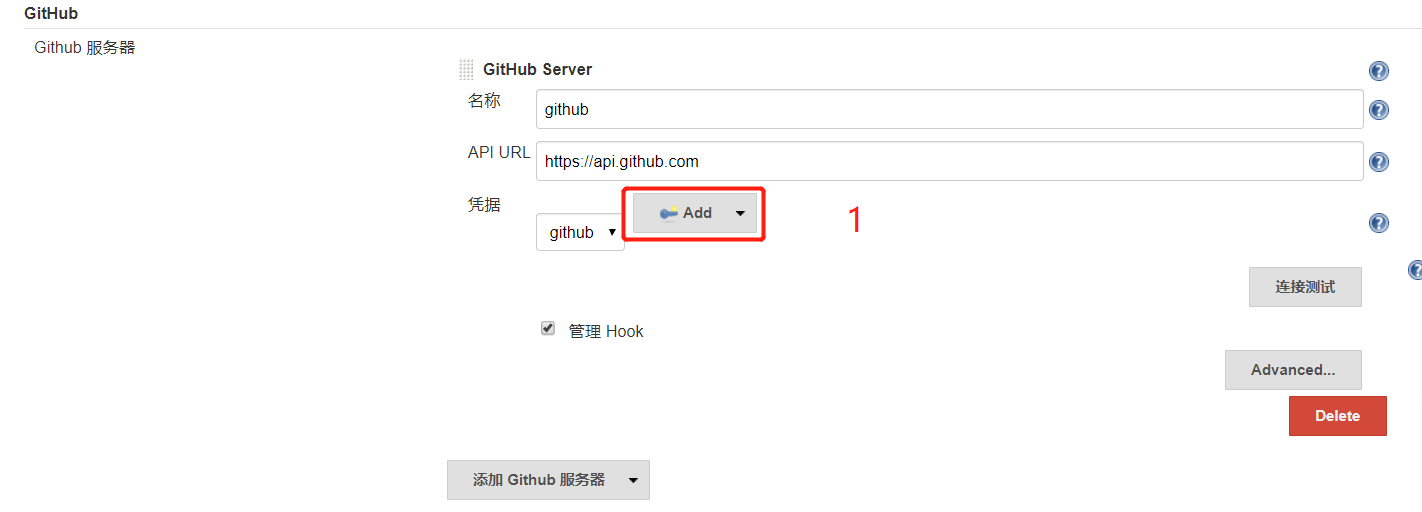 GitHub
Github 服务器
GitHub Server
名称
github
API URL
https://api.github.com
凭据
github
Add
1
连接测试
管理 Hook
Advanced...
Delete
添加 Github 服务器